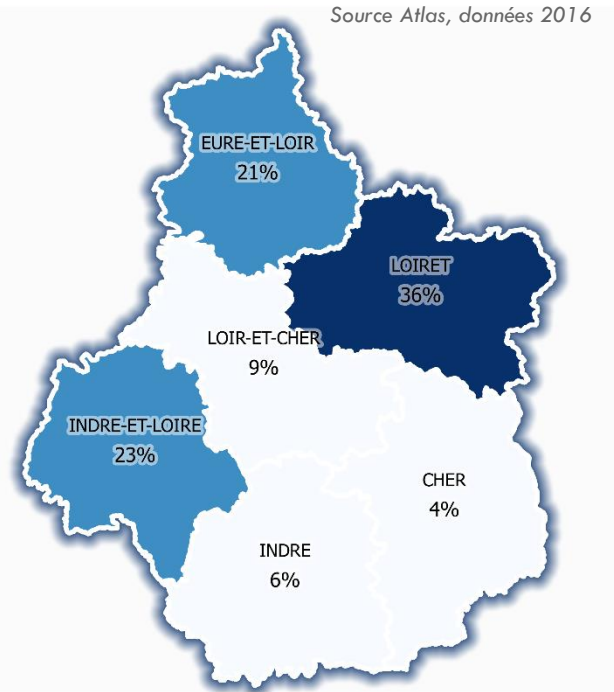 Source Atlas, données 2016
EURE-ET-LOIR
21%
LOIRET
36%
LOIR-ET-CHER
9%
INDRE-ET-LOIRE
23%
CHER
4%
INDRE
6%